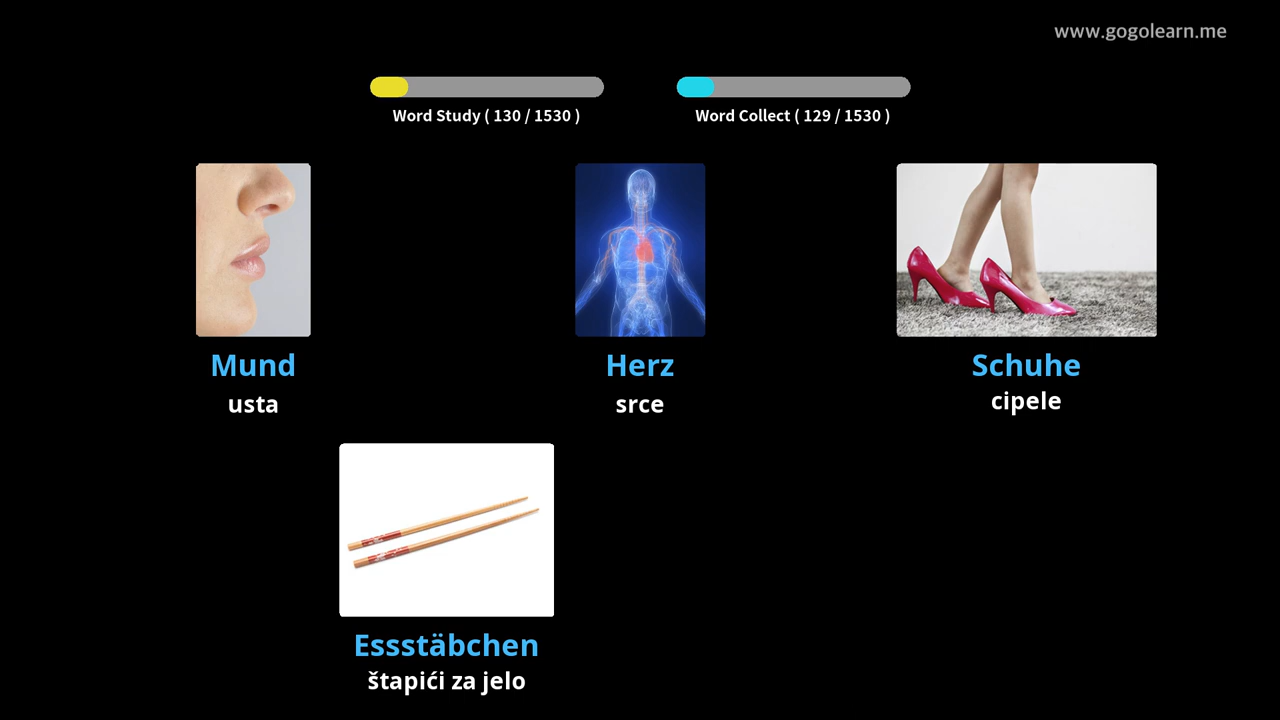 www.gogolearn.me
Word Study ( 130 / 1530 )
Word Collect ( 129 / 1530 )
Mund
usta
Herz
srce
Schuhe
cipele
Essstäbchen
štapići za jelo